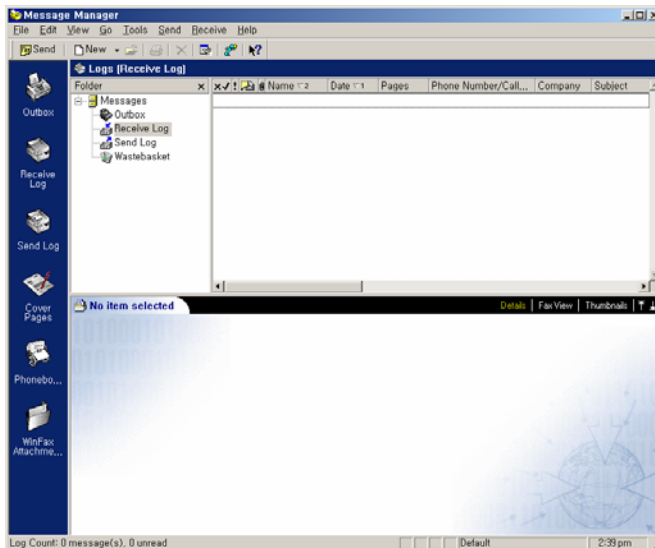 Message Manager
File Edit View Go Tools Send Receive Help
Send New
Logs [Receive Log]
Folder Name Date Pages Phone Number/Call... Company Subject
Messages
Outbox
Receive Log
Send Log
Wastebasket
Outbox
Receive
Log
Send Log
Cover
Pages
Phonebo...
WinFax
Attachme...
No item selected
Details FaxView Thumbnails
Log Count: 0 message(s), 0 unread Default 2:39 pm